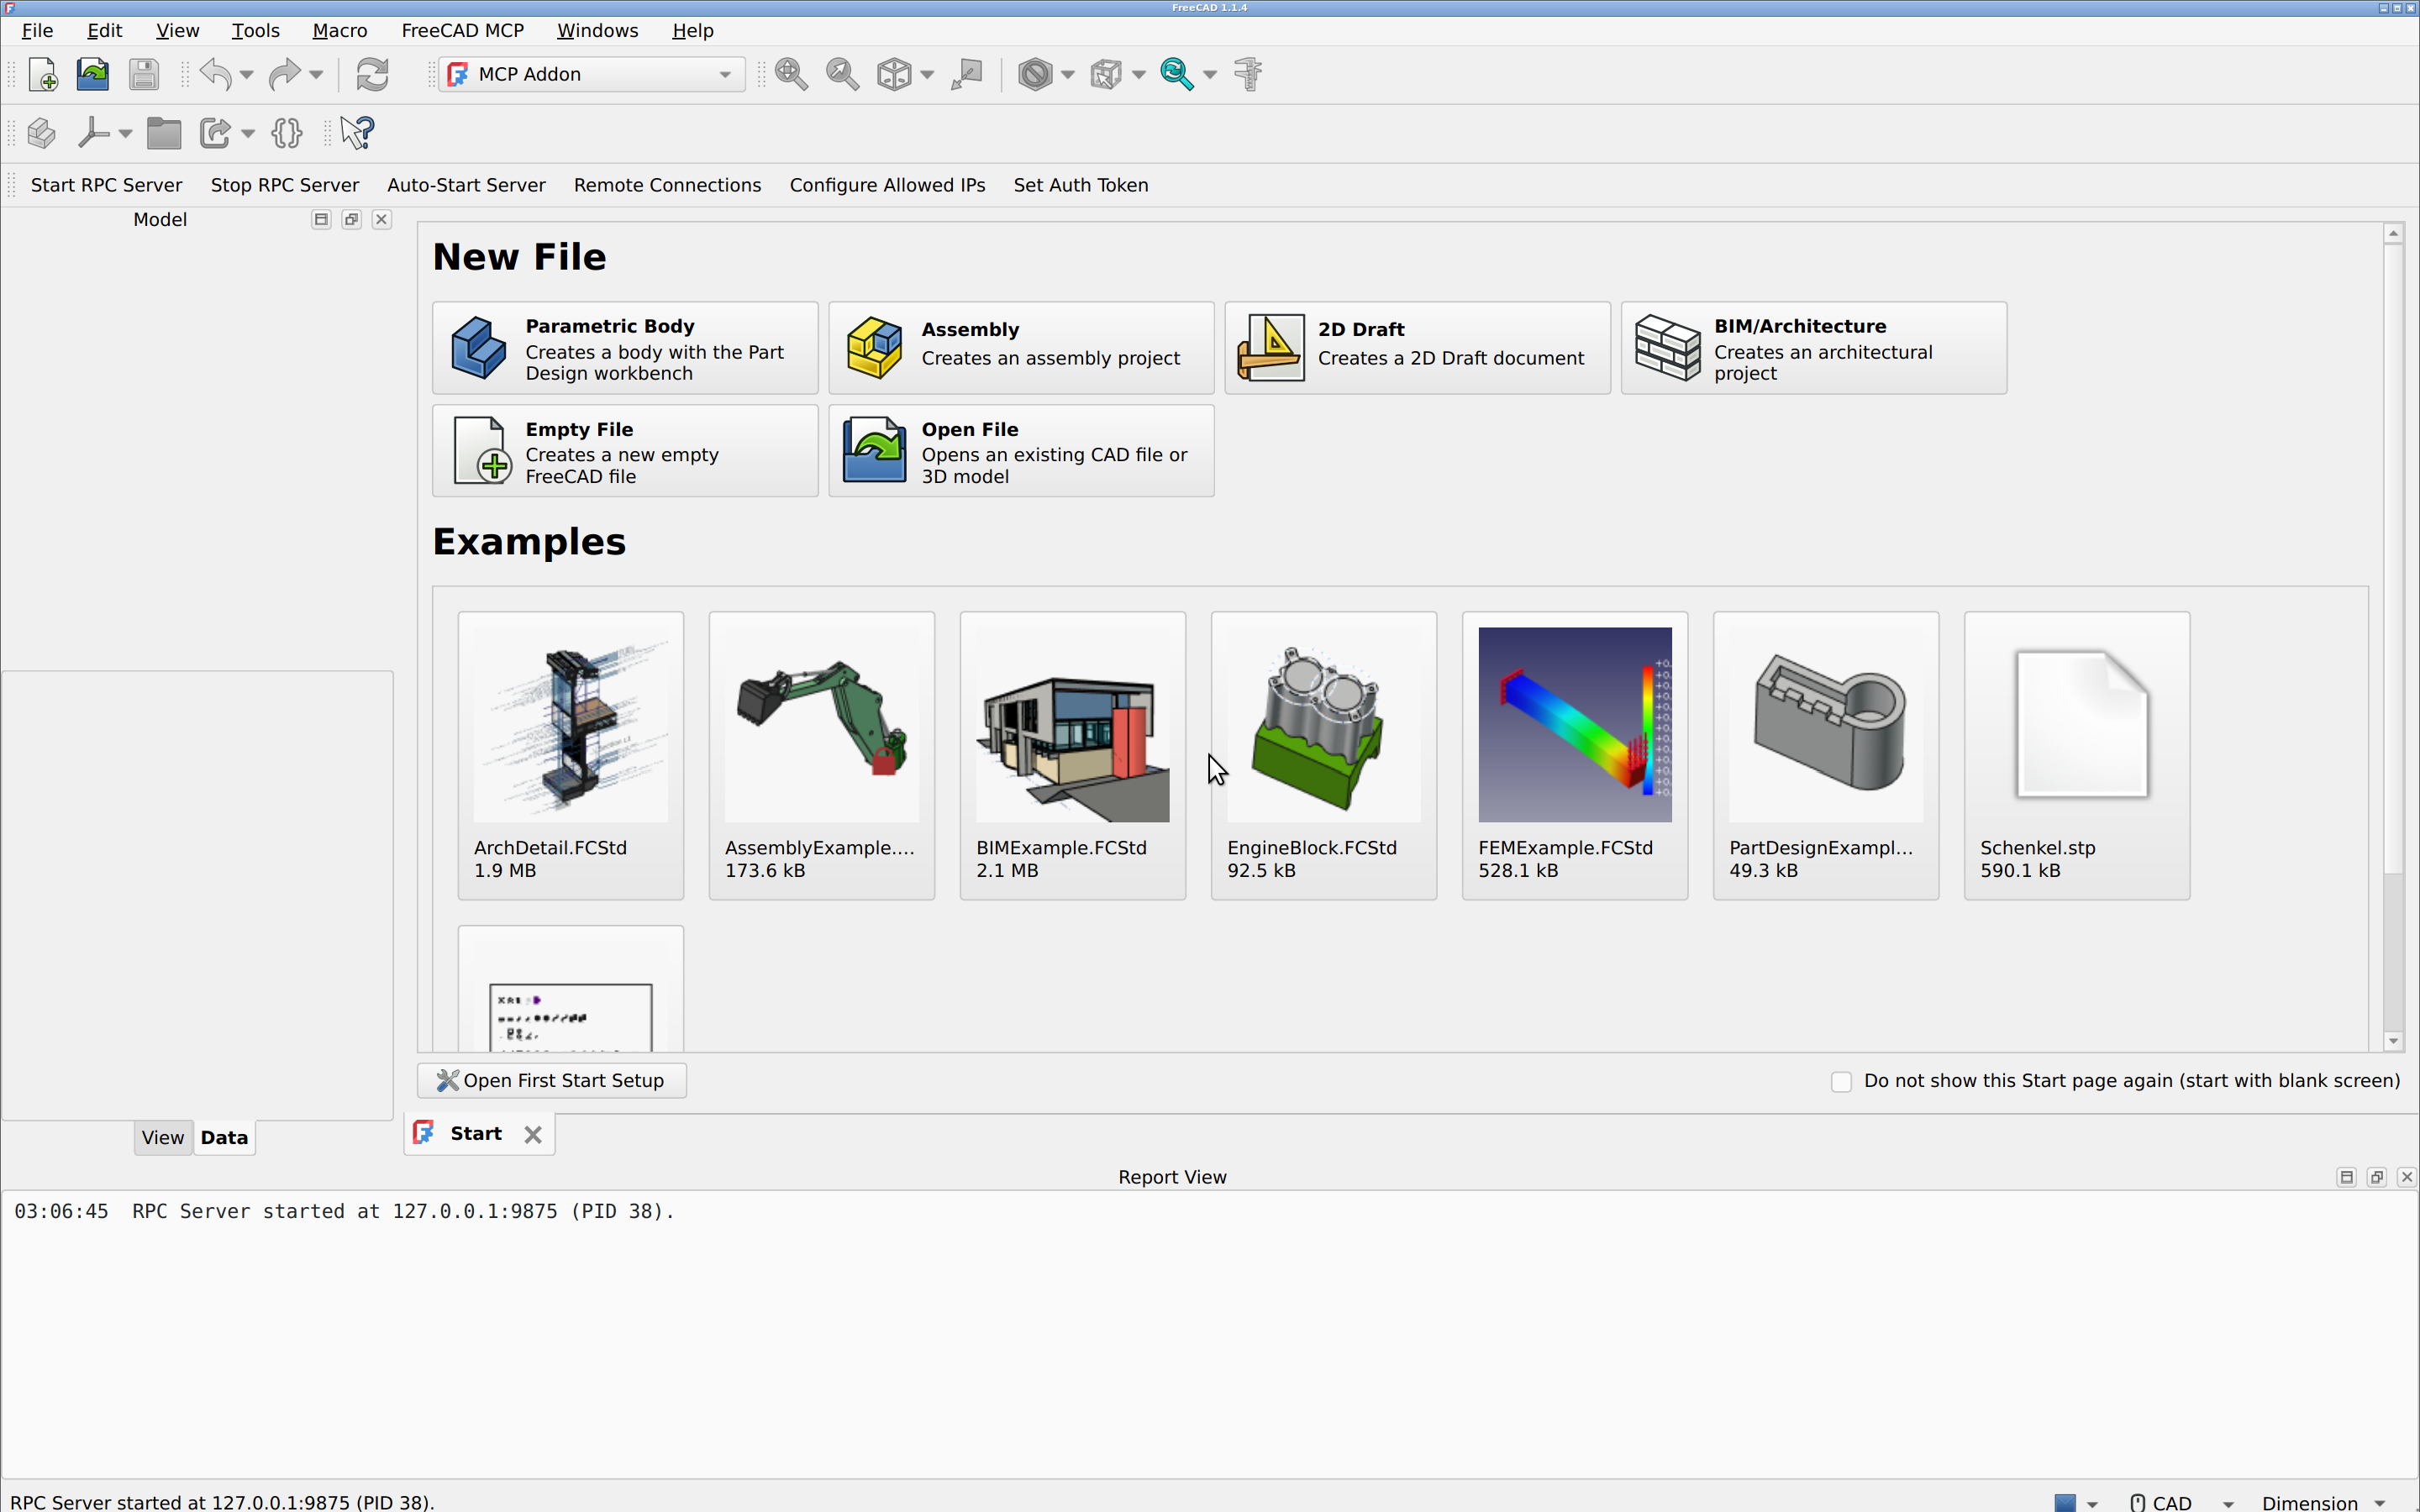 FreeCAD 1.1.4
File Edit View Tools Macro FreeCAD MCP Windows Help
MCP Addon
Start RPC Server Stop RPC Server Auto-Start Server Remote Connections Configure Allowed IPs Set Auth Token
Model
New File
Parametric Body
Creates a body with the Part
Design workbench
Assembly
Creates an assembly project
2D Draft
Creates a 2D Draft document
BIM/Architecture
Creates an architectural
project
Empty File
Creates a new empty
FreeCAD file
Open File
Opens an existing CAD file or
3D model
Examples
ArchDetail.FCStd
1.9 MB
AssemblyExample....
173.6 kB
BIMExample.FCStd
2.1 MB
EngineBlock.FCStd
92.5 kB
FEMExample.FCStd
528.1 kB
PartDesignExampl...
49.3 kB
Schenkel.stp
590.1 kB
Open First Start Setup
Do not show this Start page again (start with blank screen)
View Data
Start
Report View
03:06:45 RPC Server started at 127.0.0.1:9875 (PID 38).
RPC Server started at 127.0.0.1:9875 (PID 38).
CAD
Dimension